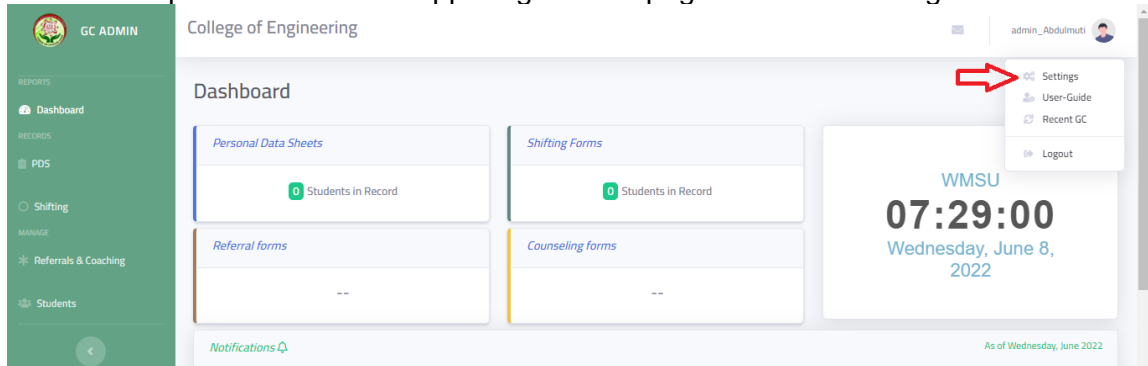 GC ADMIN
College of Engineering
admin_Abdulmuti
Settings
User-Guide
Recent GC
Logout
REPORTS
Dashboard
RECORDS
PDS
Shifting
MANAGE
Referrals & Coaching
Students
Dashboard
Personal Data Sheets
0 Students in Record
Shifting Forms
0 Students in Record
Referral forms
--
Counseling forms
--
WMSU
07:29:00
Wednesday, June 8,
2022
Notifications
As of Wednesday, June 2022